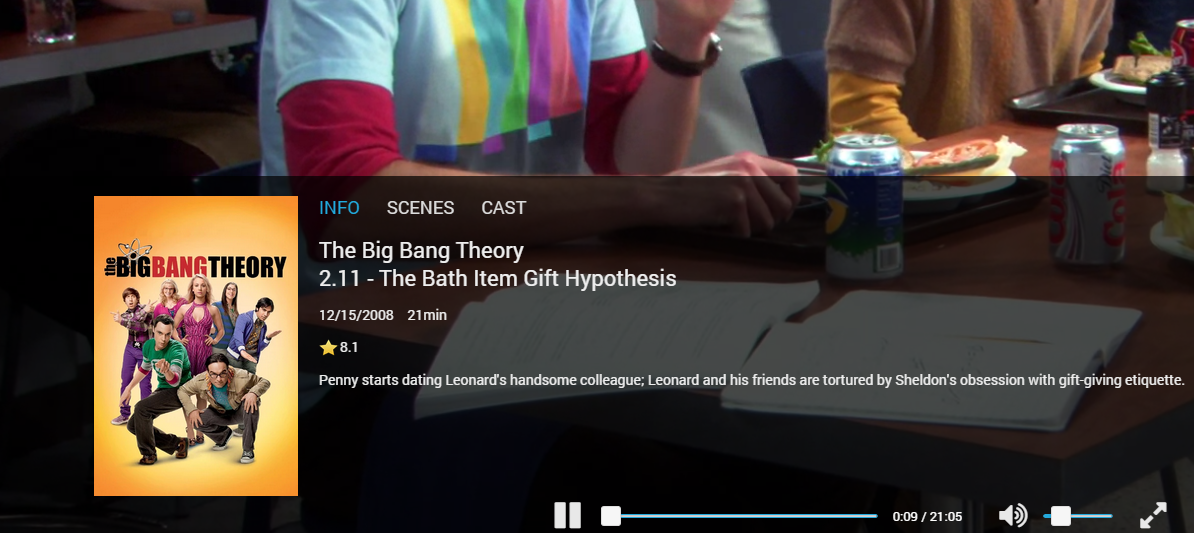 INFO SCENES CAST
the BIG BANG THEORY
The Big Bang Theory
2.11 - The Bath Item Gift Hypothesis
12/15/2008 21min
8.1
Penny starts dating Leonard's handsome colleague; Leonard and his friends are tortured by Sheldon's obsession with gift-giving etiquette.
0:09 / 21:05
Diet
Coke